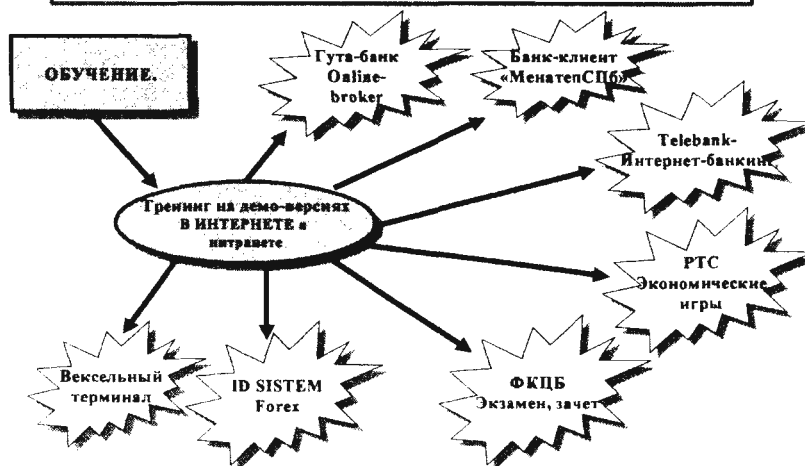 ОБУЧЕНИЕ.
Гута-банк
Online-
broker
Банк-клиент
«МенатепСПб»
Telebank-
Интернет-банкинг
Тренинг на демо-версиях
В ИНТЕРНЕТЕ и
интранете
РТС
Экономические
игры
Вексельный
терминал
ID SISTEM
Forex
ФКЦБ
Экзамен, зачет